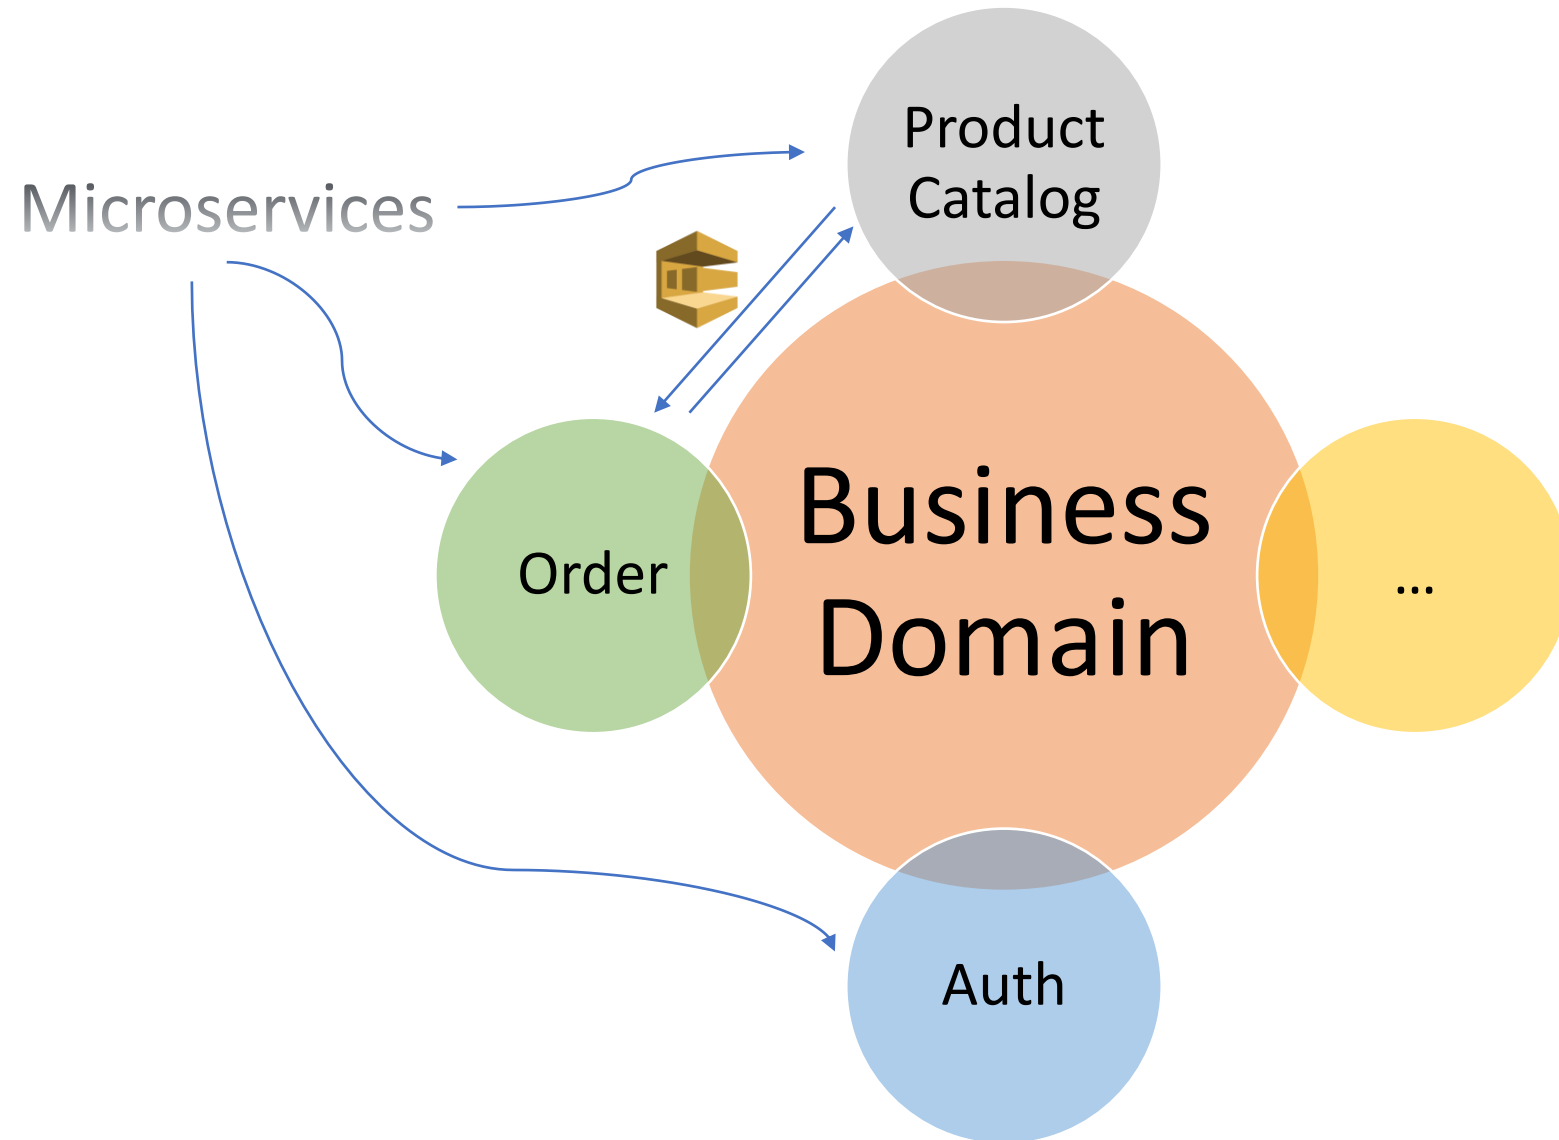 Product
Catalog
Microservices
Business
Domain
Order
...
Auth